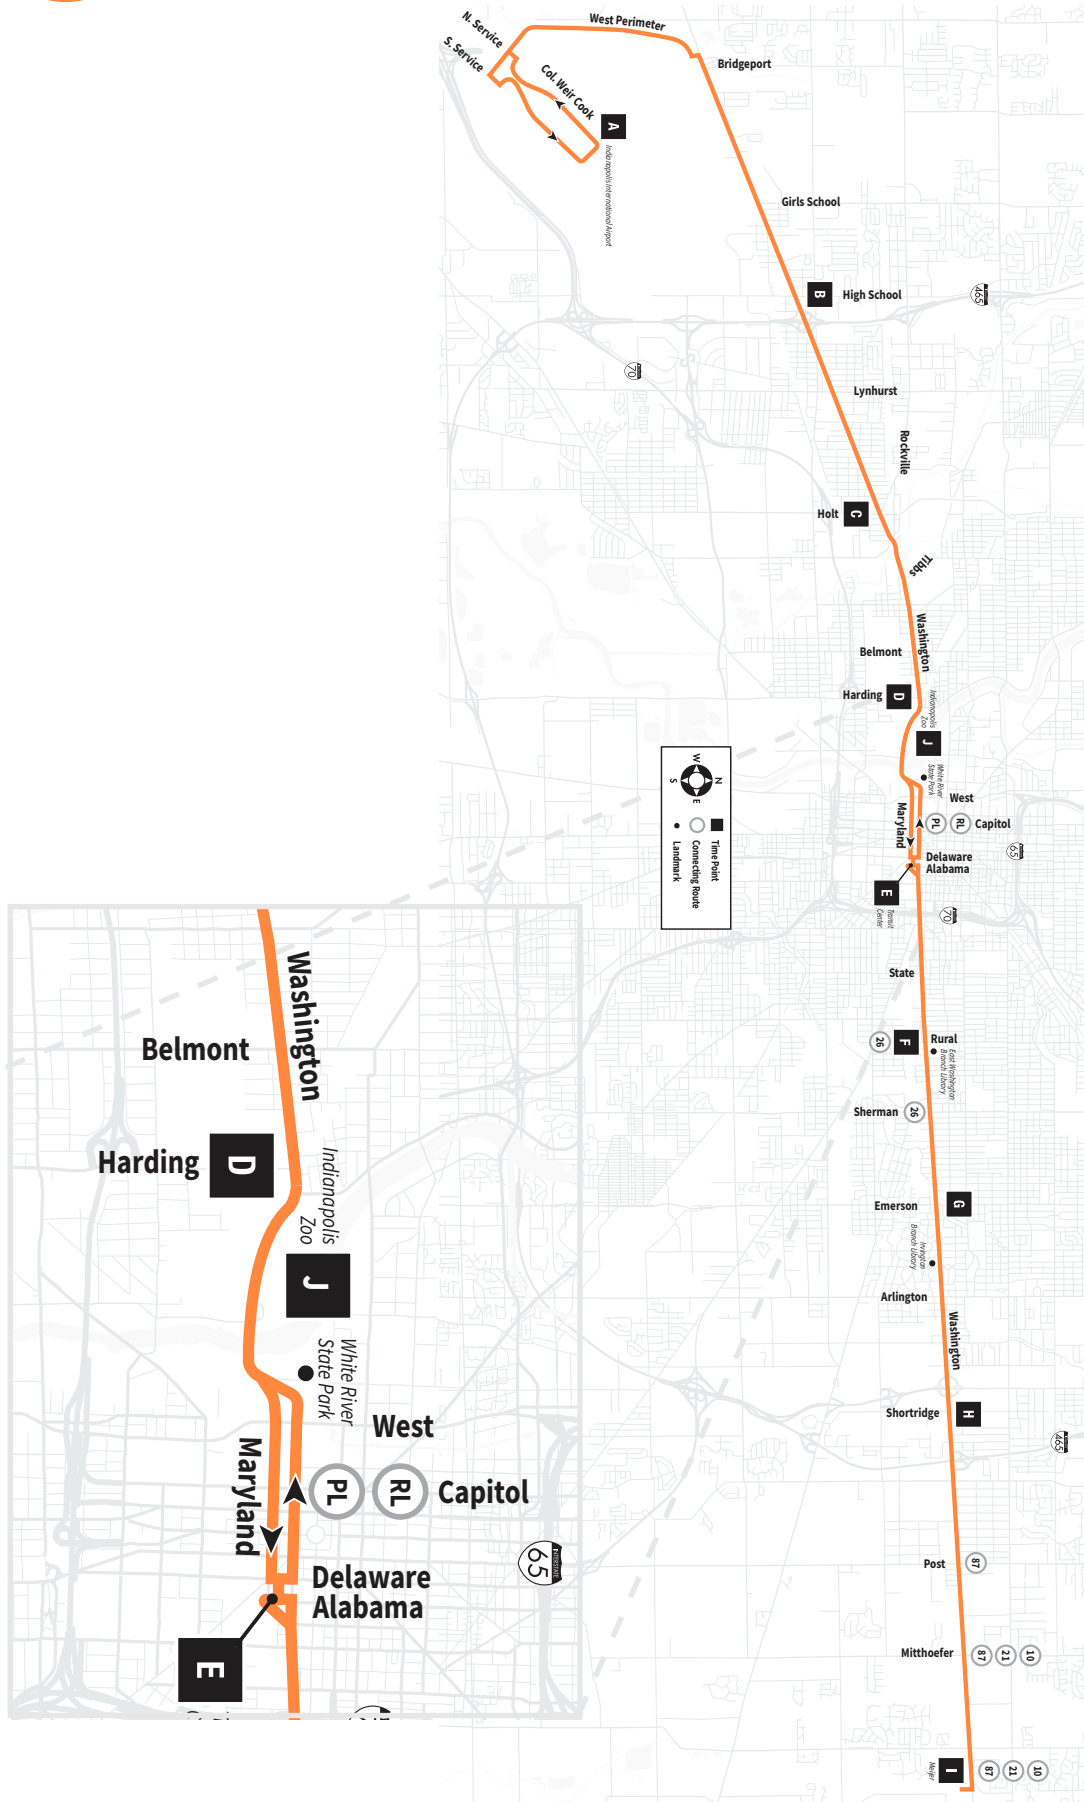 N. Service
S. Service
West Perimeter
Bridgeport
Col. Weir Cook
A
Indianapolis International Airport
Girls School
B
High School
465
70
Lynhurst
Rockville
Holt
C
Tibbs
Washington
Belmont
Harding
D
Indianapolis
Zoo
J
White River
State Park
West
PL
RL
Capitol
Maryland
65
Delaware
Alabama
E
Transit
Center
70
N
W
E
S
Time Point
Connecting Route
Landmark
State
26
F
Rural
East Washington
Branch Library
Sherman
26
Emerson
G
Irvington
Branch Library
Arlington
Washington
Shortridge
H
465
Post
87
Mitthoefer
87
21
10
I
Meijer
87
21
10
Washington
Belmont
Harding
D
Indianapolis
Zoo
J
White River
State Park
West
PL
RL
Capitol
Maryland
INTERSTATE
65
Delaware
Alabama
E